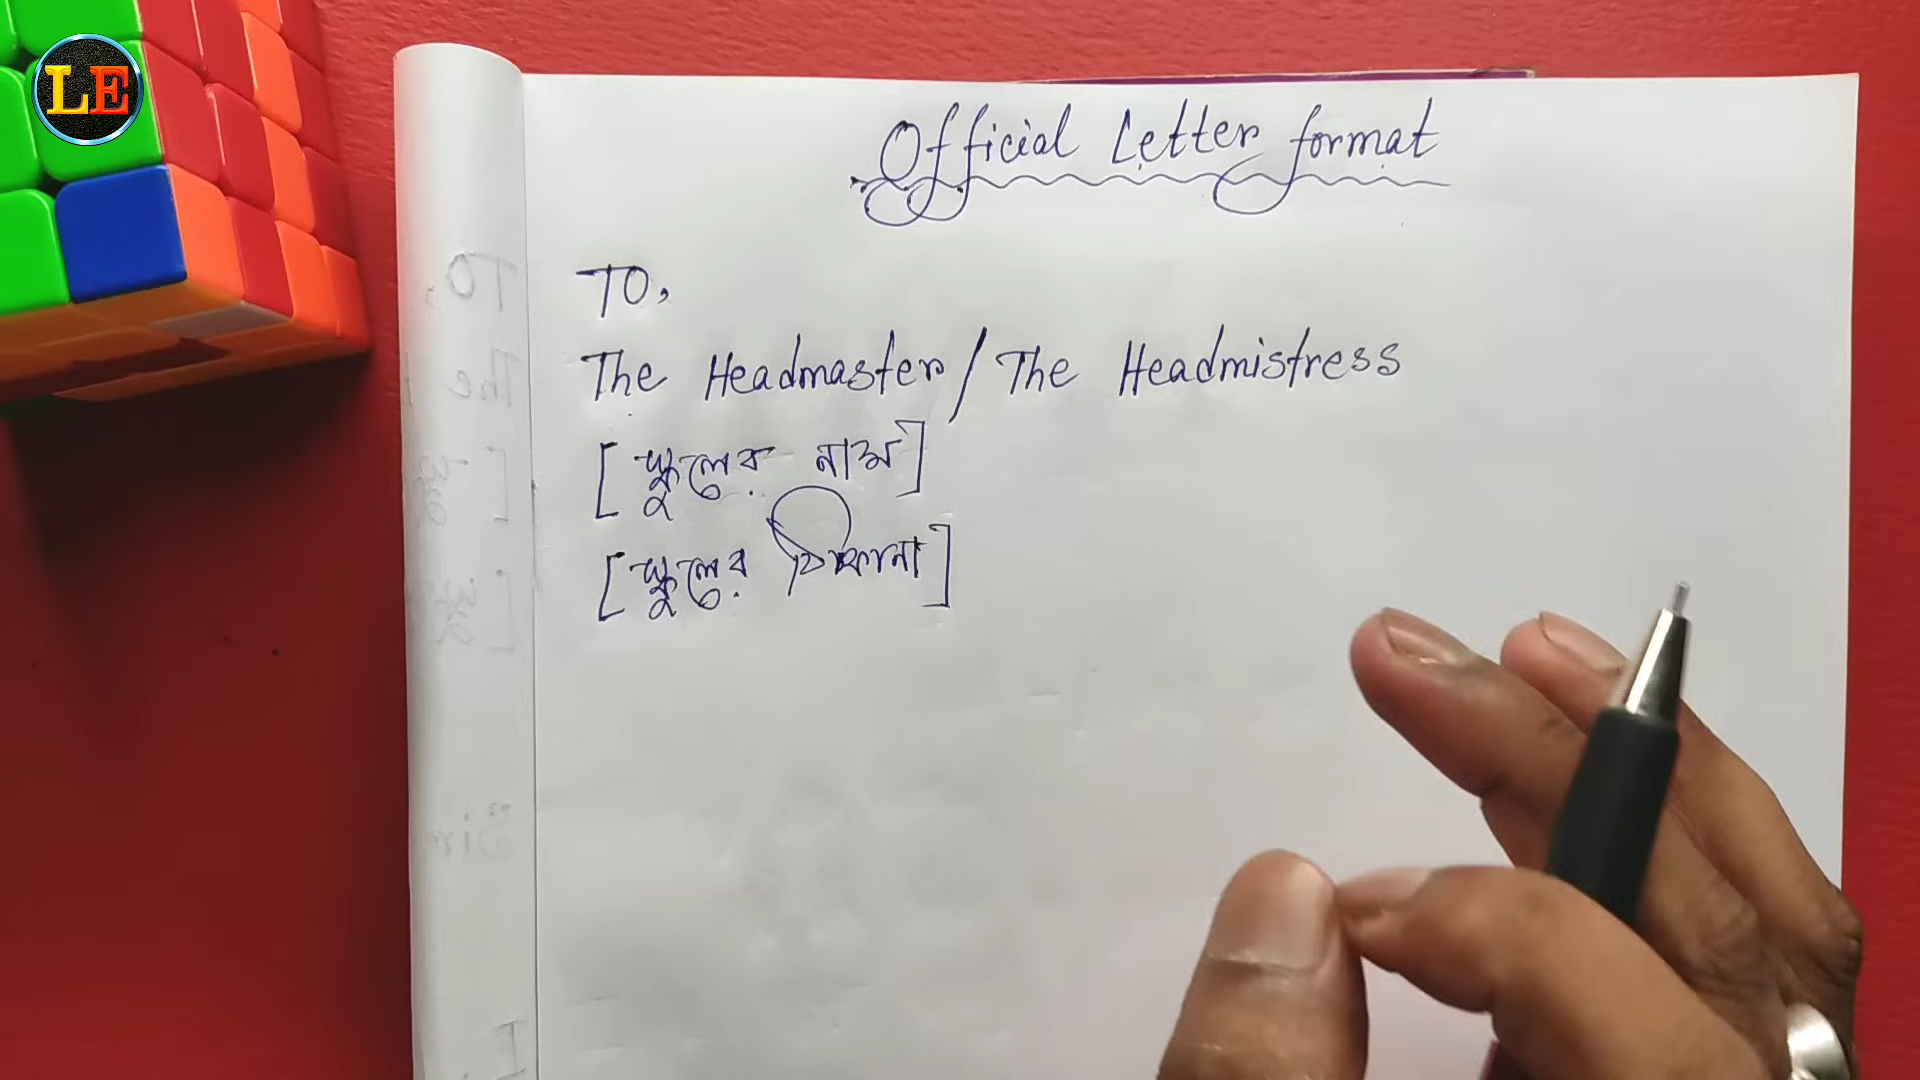 LE
Official Letter format
TO,
The Headmaster / The Headmistress
[স্কুলের নাম]
[স্কুলের ঠিকানা]